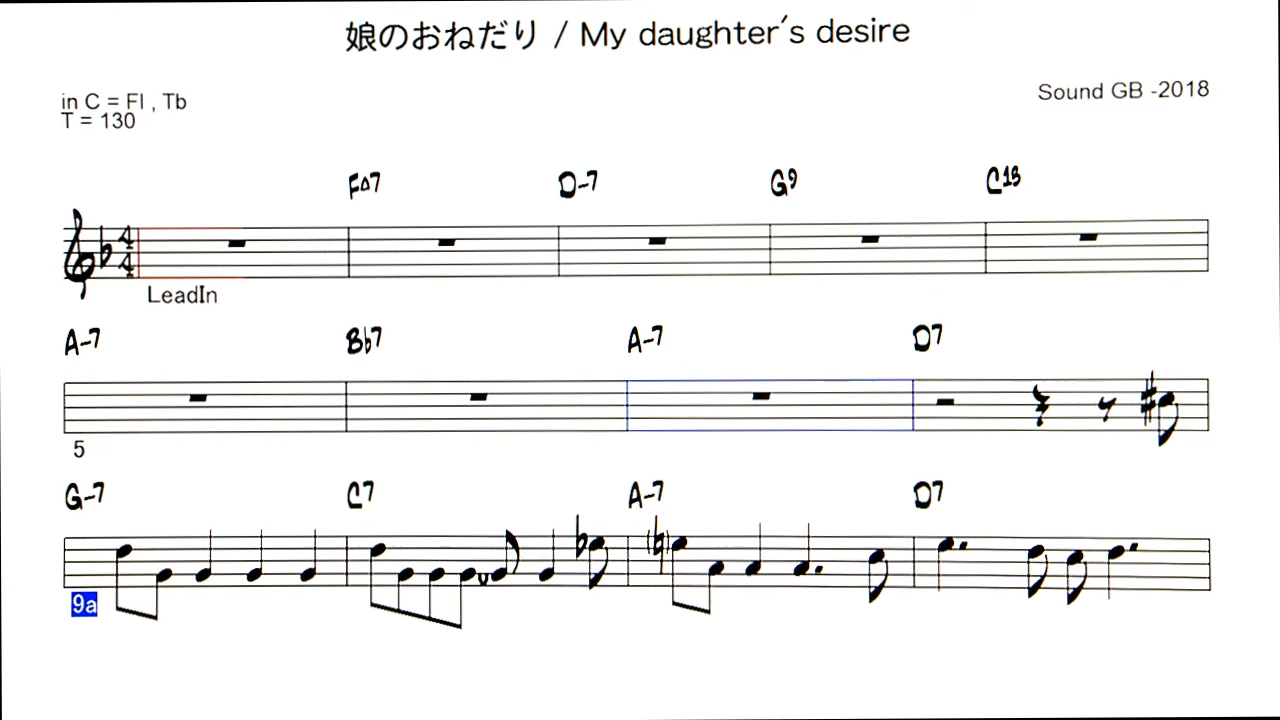 娘のおねだり / My daughter's desire
in C = Fl , Tb
Sound GB -2018
T = 130
F△7 D-7 G9 C13
LeadIn
A-7 B♭7 A-7 D7
5
G-7 C7 A-7 D7
9a